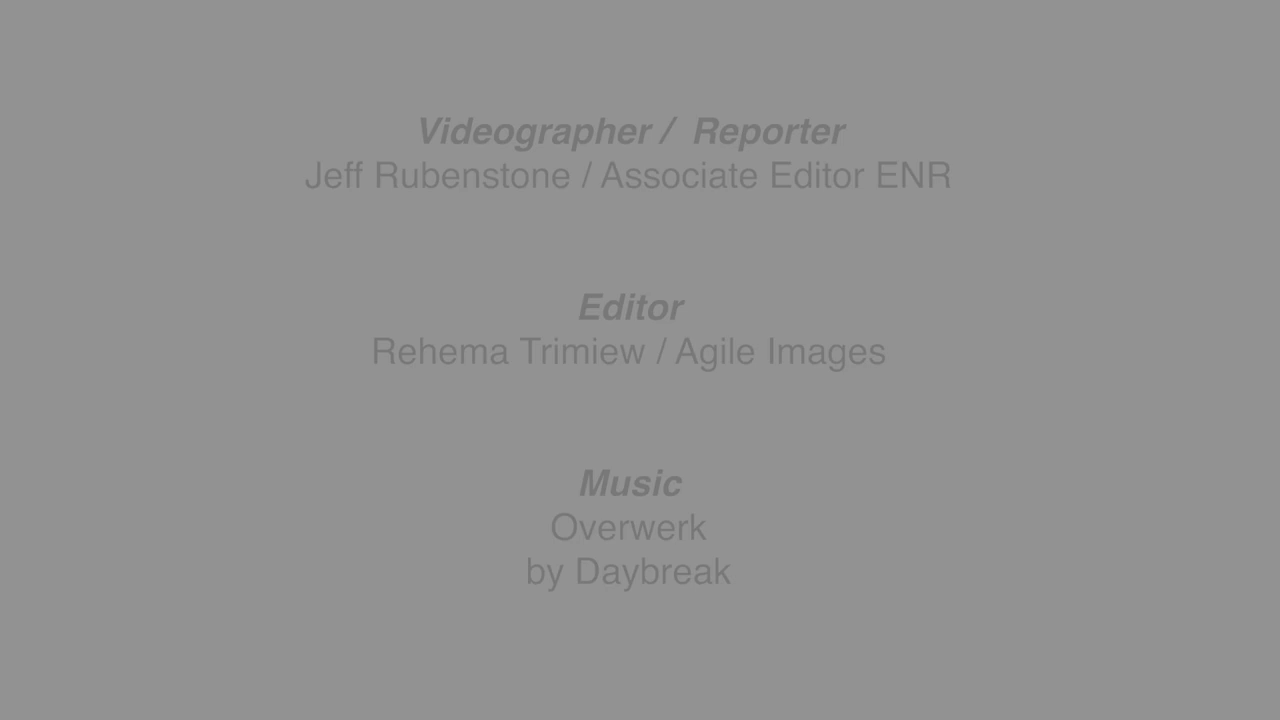 Videographer / Reporter
Jeff Rubenstone / Associate Editor ENR
Editor
Rehema Trimiew / Agile Images
Music
Overwerk
by Daybreak